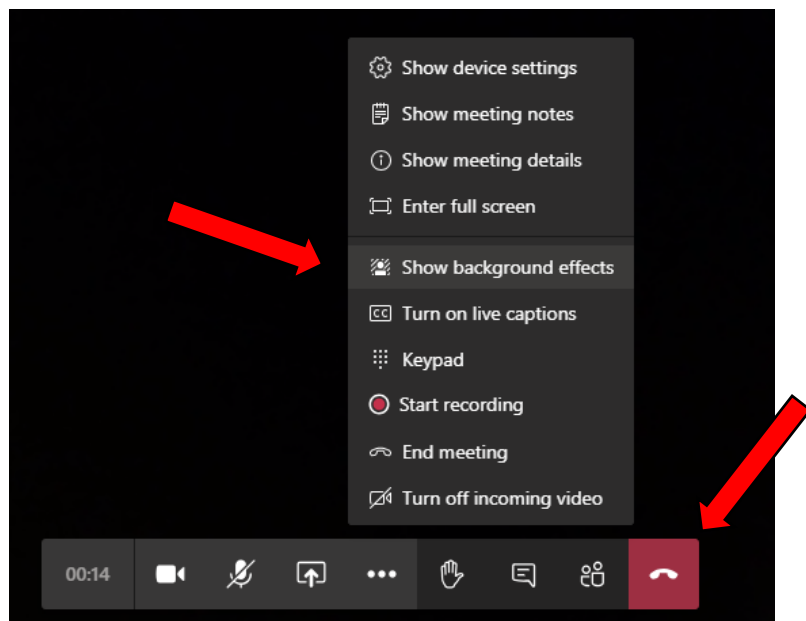 Show device settings
Show meeting notes
Show meeting details
Enter full screen
Show background effects
CC Turn on live captions
Keypad
Start recording
End meeting
Turn off incoming video
00:14